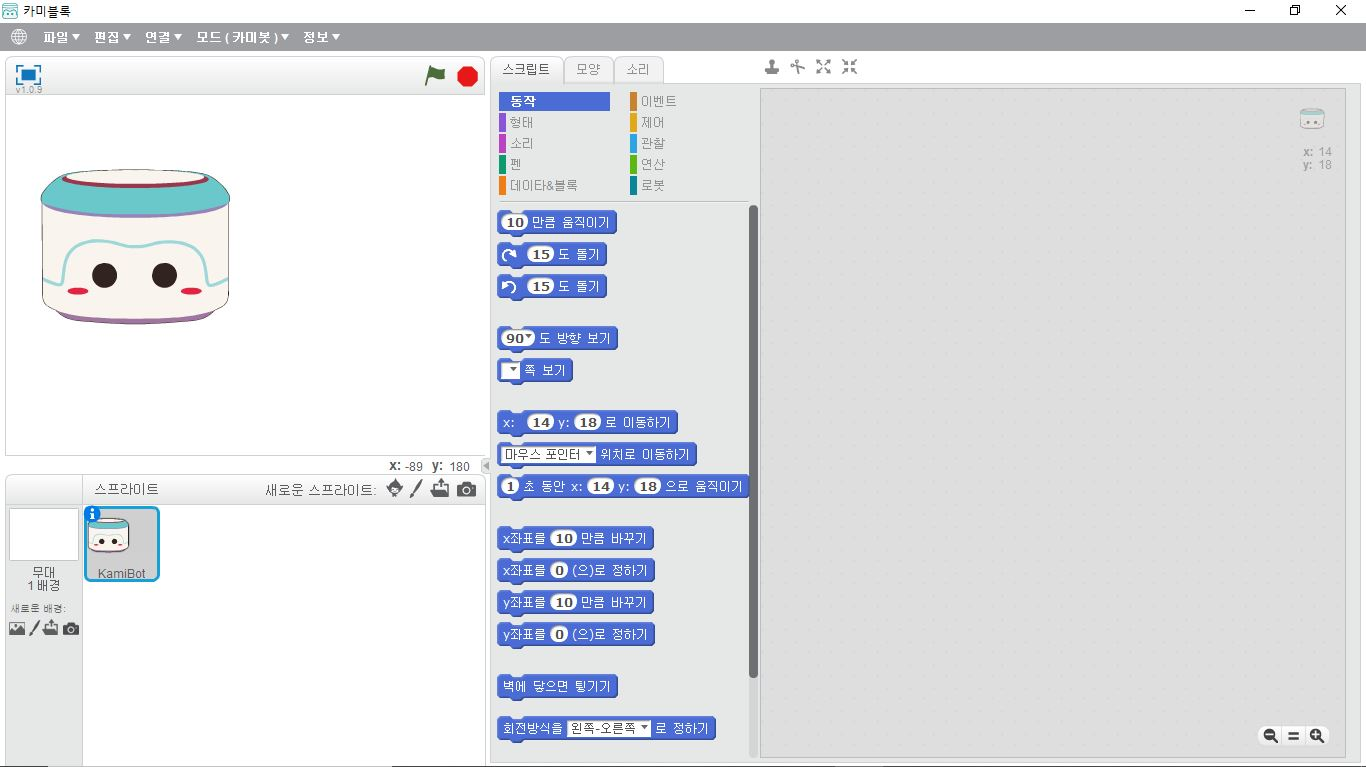 카미블록
파일 편집 연결 모드 ( 카미봇 ) 정보
v1.0.9
스크립트 모양 소리
동작 이벤트
형태 제어
소리 관찰
펜 연산
데이타&블록 로봇
x: 14
y: 18
10 만큼 움직이기
15 도 돌기
15 도 돌기
90 도 방향 보기
쪽 보기
x: 14 y: 18 로 이동하기
마우스 포인터 위치로 이동하기
1 초 동안 x: 14 y: 18 으로 움직이기
x좌표를 10 만큼 바꾸기
x좌표를 0 (으)로 정하기
y좌표를 10 만큼 바꾸기
y좌표를 0 (으)로 정하기
벽에 닿으면 튕기기
회전방식을 왼쪽-오른쪽 로 정하기
x: -89 y: 180
스프라이트 새로운 스프라이트:
KamiBot
무대
1 배경
새로운 배경: